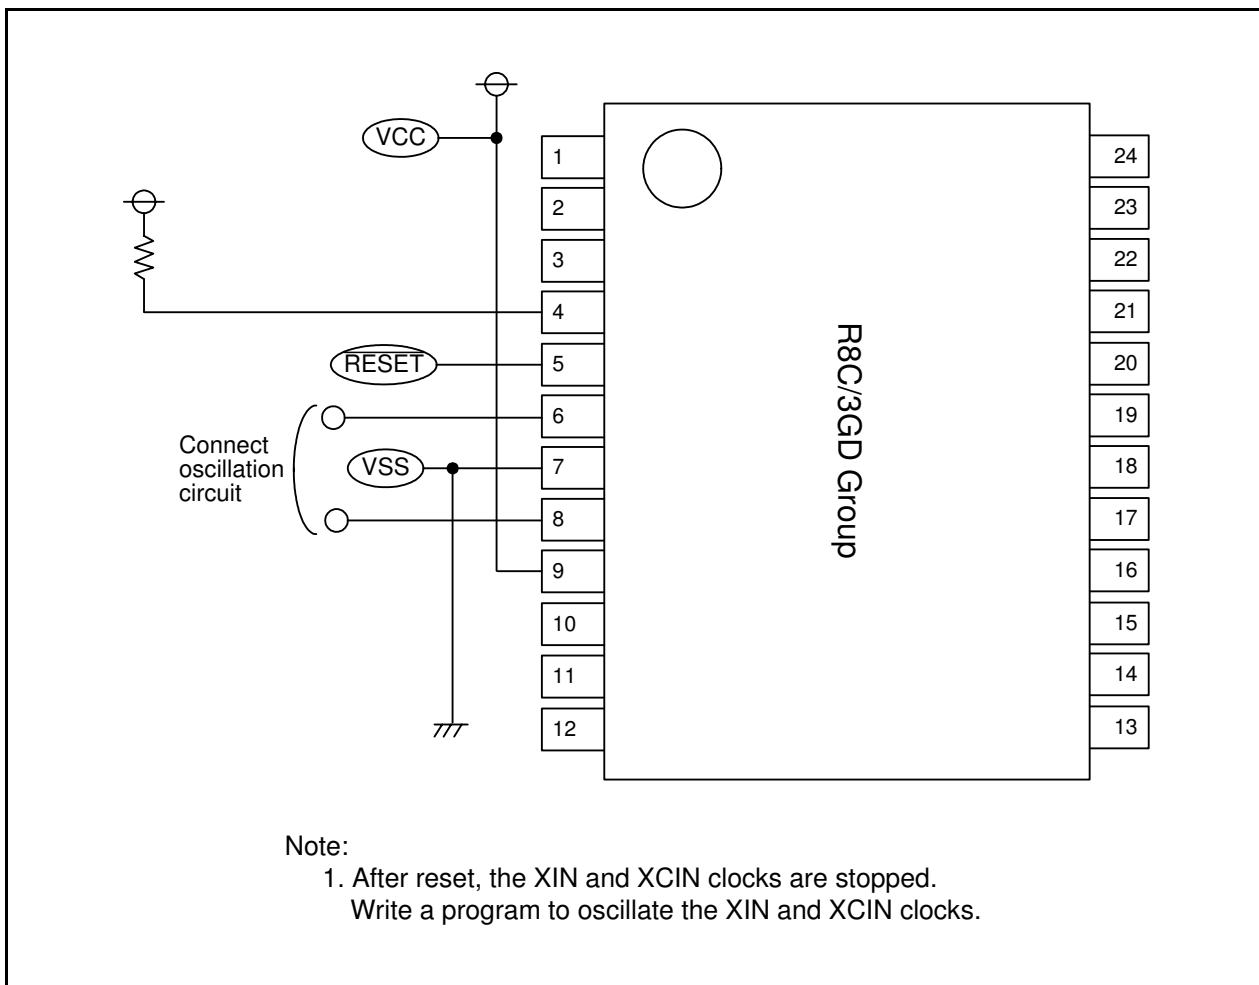 VCC
1
2
3
4
5
6
7
8
9
10
11
12
RESET
Connect
oscillation
circuit
VSS
R8C/3GD Group
24
23
22
21
20
19
18
17
16
15
14
13
Note:
1. After reset, the XIN and XCIN clocks are stopped.
Write a program to oscillate the XIN and XCIN clocks.